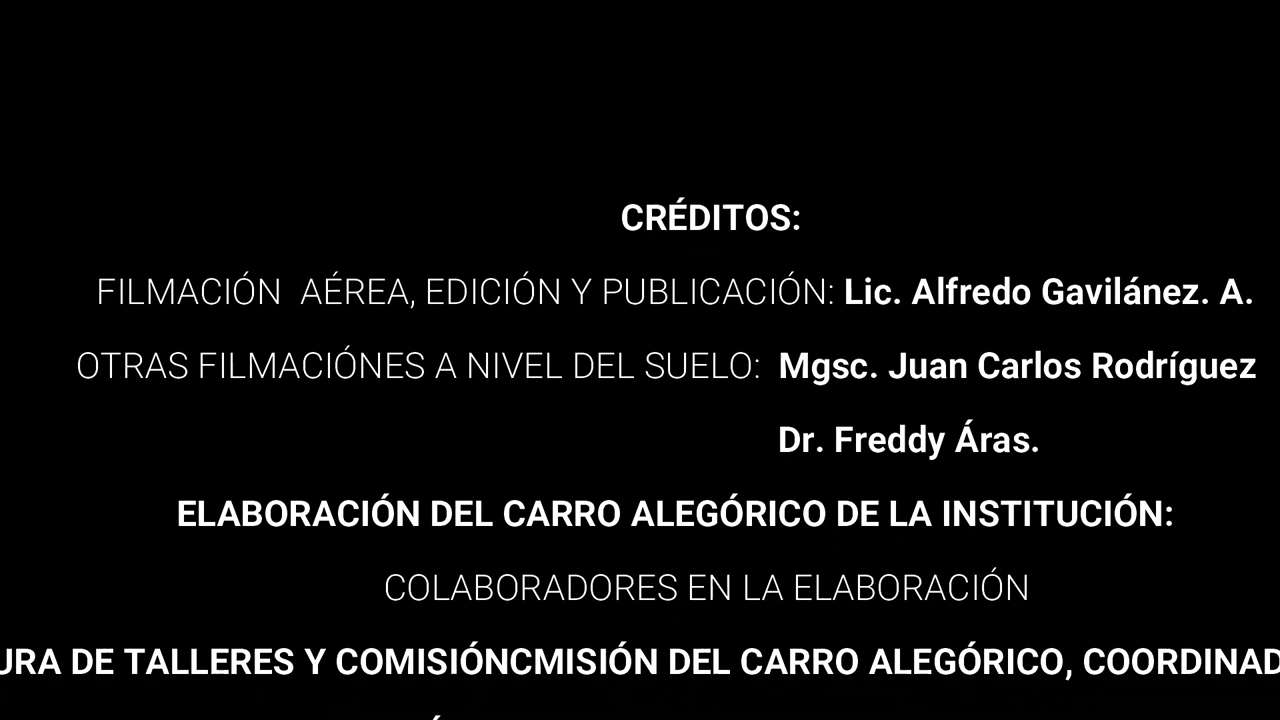 CRÉDITOS:
FILMACIÓN AÉREA, EDICIÓN Y PUBLICACIÓN: Lic. Alfredo Gavilánez. A.
OTRAS FILMACIÓNES A NIVEL DEL SUELO: Mgsc. Juan Carlos Rodríguez
Dr. Freddy Áras.
ELABORACIÓN DEL CARRO ALEGÓRICO DE LA INSTITUCIÓN:
COLABORADORES EN LA ELABORACIÓN
URA DE TALLERES Y COMISIÓNCMISIÓN DEL CARRO ALEGÓRICO, COORDINAD